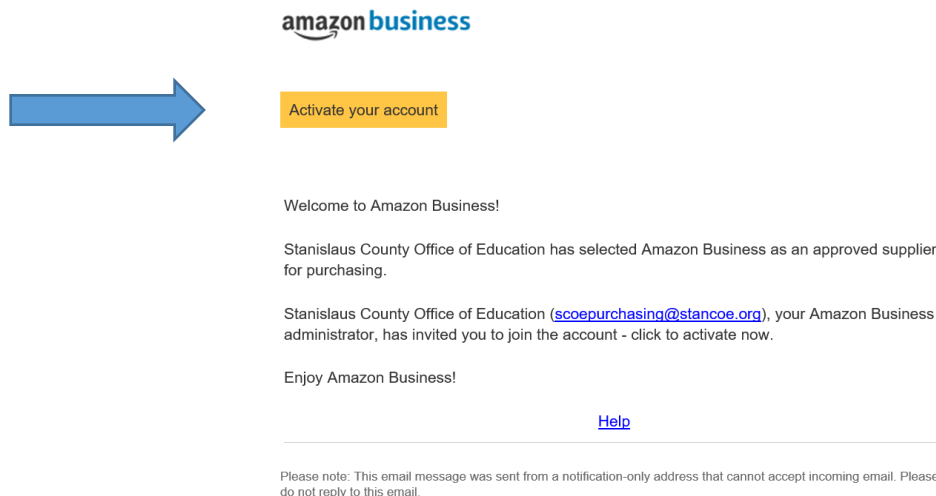 amazon business
Activate your account
Welcome to Amazon Business!
Stanislaus County Office of Education has selected Amazon Business as an approved supplier
for purchasing.
Stanislaus County Office of Education (scoepurchasing@stancoe.org), your Amazon Business
administrator, has invited you to join the account - click to activate now.
Enjoy Amazon Business!
Help
Please note: This email message was sent from a notification-only address that cannot accept incoming email. Please
do not reply to this email.